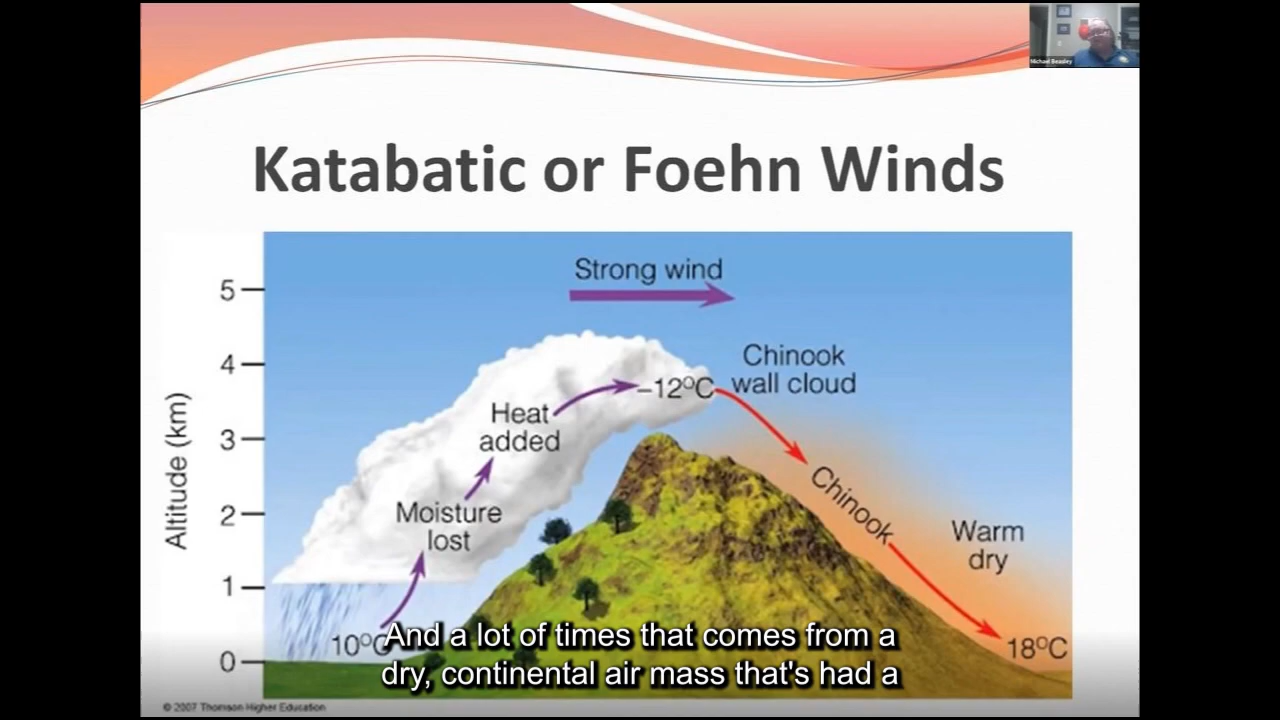 Michael Beasley
Katabatic or Foehn Winds
Strong wind
5
4
3
2
1
0
Altitude (km)
Chinook
wall cloud
–12°C
Heat
added
Moisture
lost
Chinook
Warm
dry
10°C
18°C
And a lot of times that comes from a
dry, continental air mass that's had a
© 2007 Thomson Higher Education